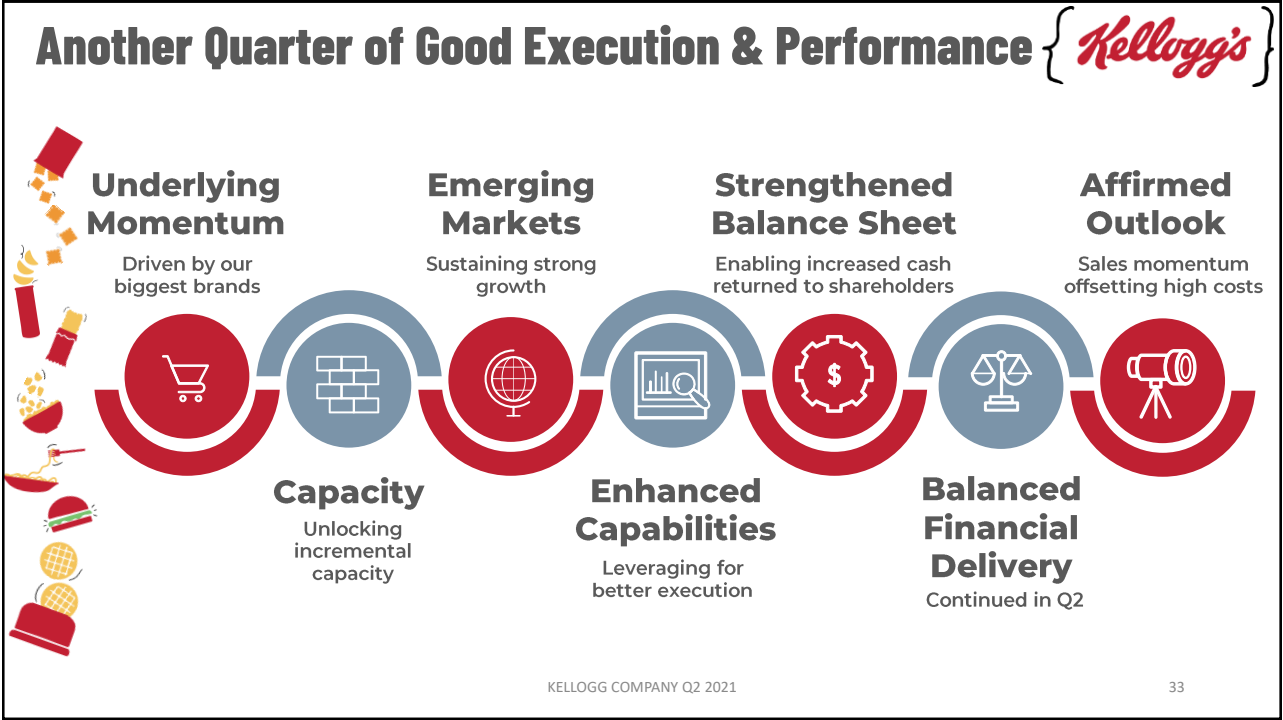 Another Quarter of Good Execution & Performance
Kellogg's
Underlying
Momentum
Driven by our
biggest brands
Capacity
Unlocking
incremental
capacity
Emerging
Markets
Sustaining strong
growth
Enhanced
Capabilities
Leveraging for
better execution
Strengthened
Balance Sheet
Enabling increased cash
returned to shareholders
$
Balanced
Financial
Delivery
Continued in Q2
Affirmed
Outlook
Sales momentum
offsetting high costs
KELLOGG COMPANY Q2 2021
33